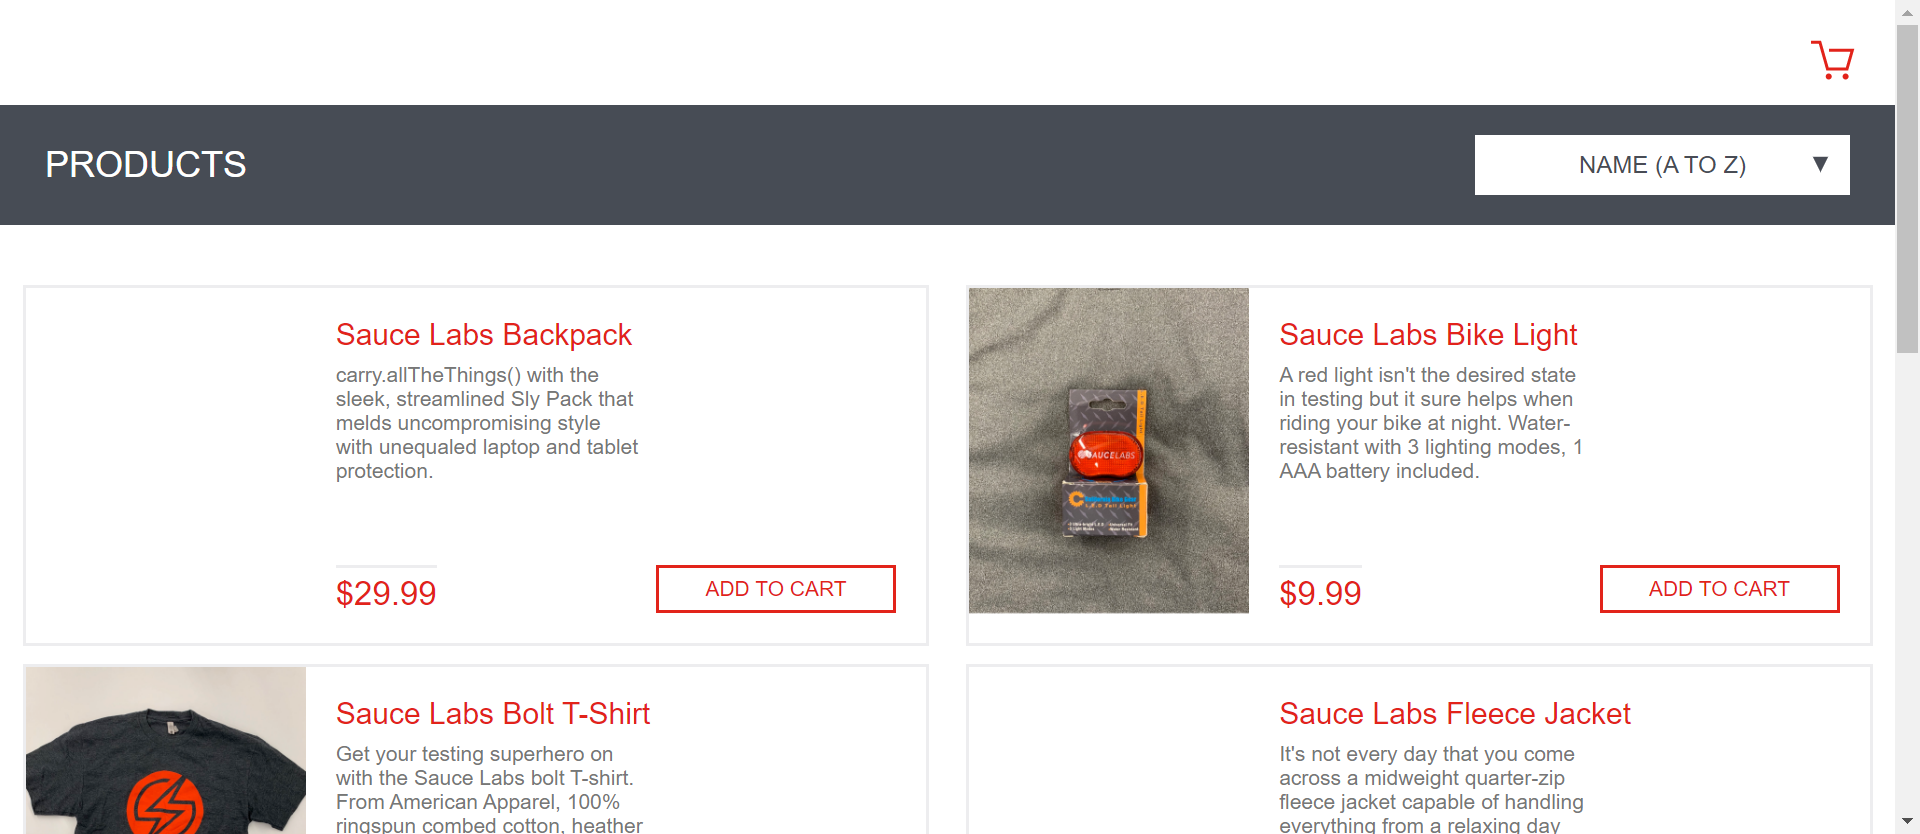 PRODUCTS
NAME (A TO Z)
Sauce Labs Backpack
carry.allTheThings() with the
sleek, streamlined Sly Pack that
melds uncompromising style
with unequaled laptop and tablet
protection.
$29.99
ADD TO CART
SAUCELABS
Sauce Labs Bike Light
A red light isn't the desired state
in testing but it sure helps when
riding your bike at night. Water-
resistant with 3 lighting modes, 1
AAA battery included.
$9.99
ADD TO CART
Sauce Labs Bolt T-Shirt
Get your testing superhero on
with the Sauce Labs bolt T-shirt.
From American Apparel, 100%
ringspun combed cotton, heather
Sauce Labs Fleece Jacket
It's not every day that you come
across a midweight quarter-zip
fleece jacket capable of handling
everything from a relaxing day